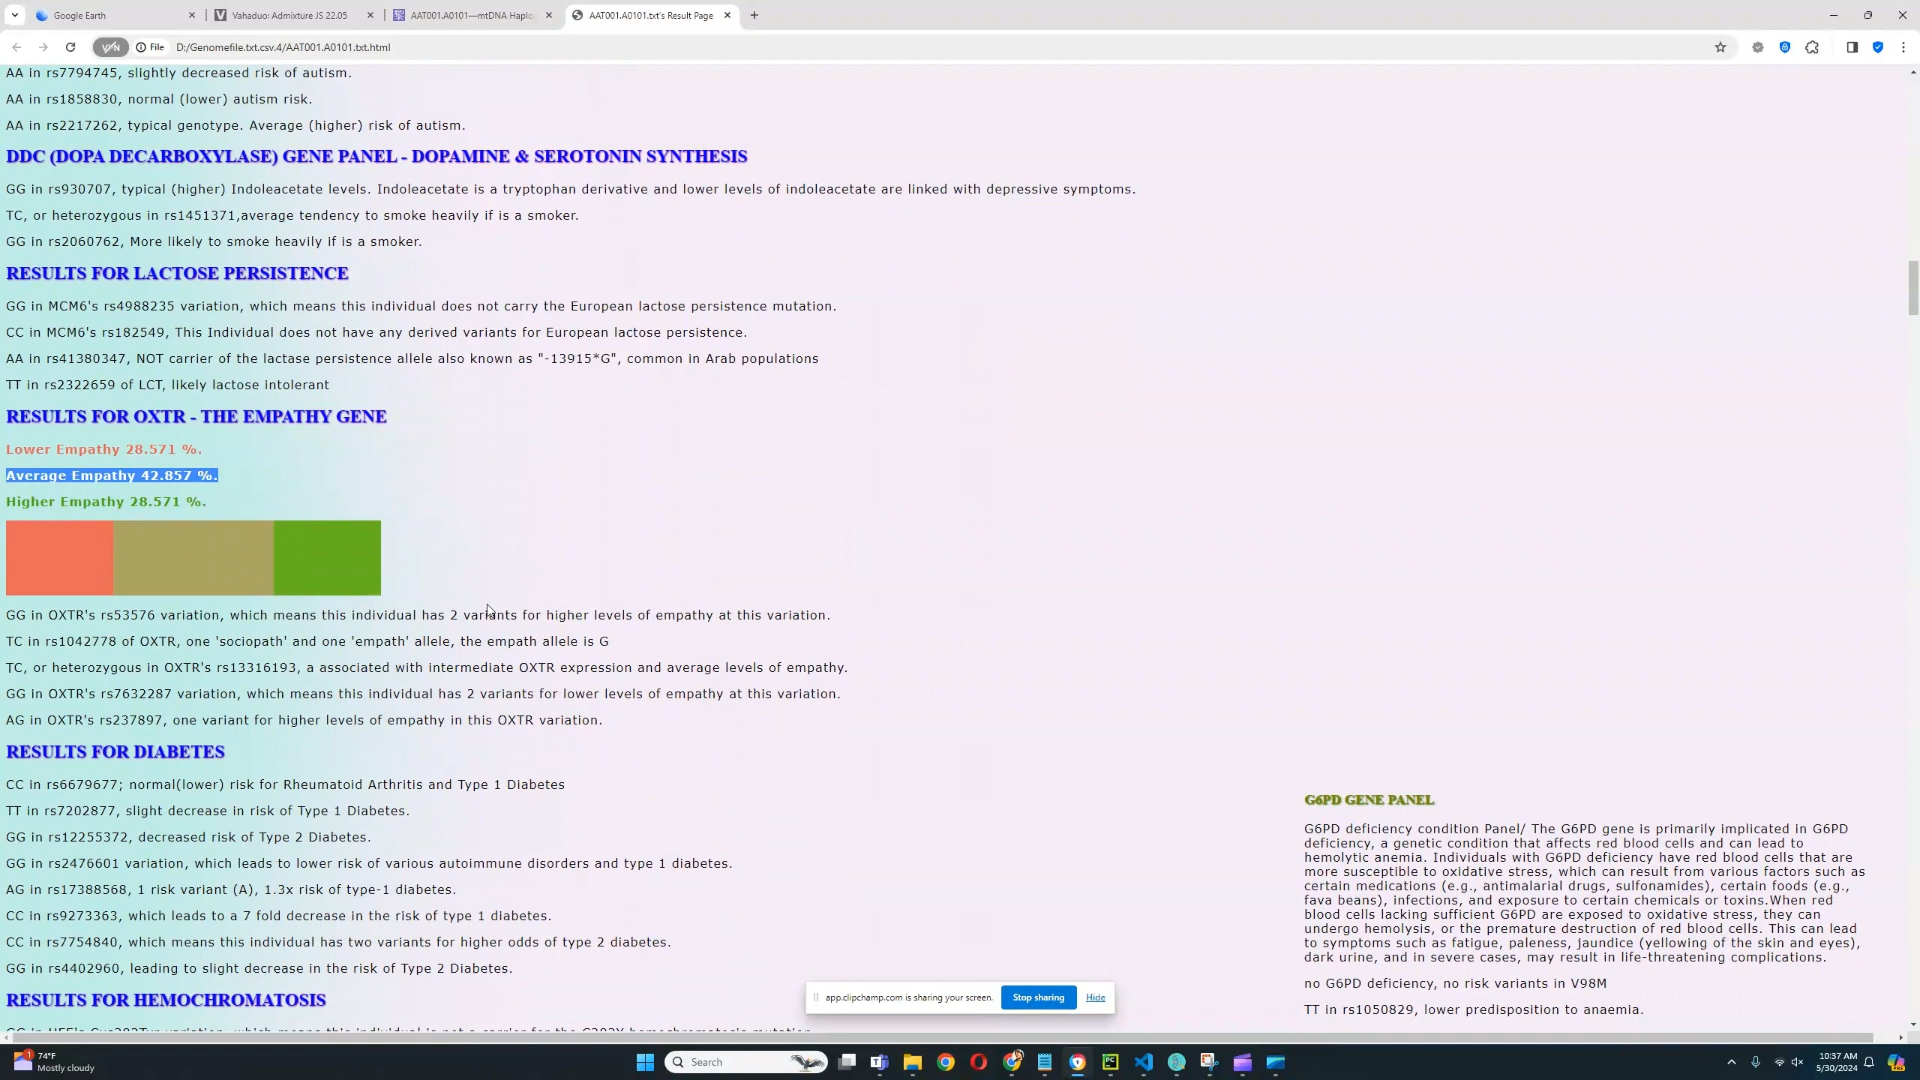 Google Earth
Vahaduo: Admixture JS 22.05
AAT001.A0101—mtDNA Haplo
AAT001.A0101.txt's Result Page
VPN
File
D:/Genomefile.txt.csv.4/AAT001.A0101.txt.html
AA in rs7794745, slightly decreased risk of autism.
AA in rs1858830, normal (lower) autism risk.
AA in rs2217262, typical genotype. Average (higher) risk of autism.
DDC (DOPA DECARBOXYLASE) GENE PANEL - DOPAMINE & SEROTONIN SYNTHESIS
GG in rs930707, typical (higher) Indoleacetate levels. Indoleacetate is a tryptophan derivative and lower levels of indoleacetate are linked with depressive symptoms.
TC, or heterozygous in rs1451371,average tendency to smoke heavily if is a smoker.
GG in rs2060762, More likely to smoke heavily if is a smoker.
RESULTS FOR LACTOSE PERSISTENCE
GG in MCM6's rs4988235 variation, which means this individual does not carry the European lactose persistence mutation.
CC in MCM6's rs182549, This Individual does not have any derived variants for European lactose persistence.
AA in rs41380347, NOT carrier of the lactase persistence allele also known as "-13915*G", common in Arab populations
TT in rs2322659 of LCT, likely lactose intolerant
RESULTS FOR OXTR - THE EMPATHY GENE
Lower Empathy 28.571 %.
Average Empathy 42.857 %.
Higher Empathy 28.571 %.
GG in OXTR's rs53576 variation, which means this individual has 2 variants for higher levels of empathy at this variation.
TC in rs1042778 of OXTR, one 'sociopath' and one 'empath' allele, the empath allele is G
TC, or heterozygous in OXTR's rs13316193, a associated with intermediate OXTR expression and average levels of empathy.
GG in OXTR's rs7632287 variation, which means this individual has 2 variants for lower levels of empathy at this variation.
AG in OXTR's rs237897, one variant for higher levels of empathy in this OXTR variation.
RESULTS FOR DIABETES
CC in rs6679677; normal(lower) risk for Rheumatoid Arthritis and Type 1 Diabetes
TT in rs7202877, slight decrease in risk of Type 1 Diabetes.
GG in rs12255372, decreased risk of Type 2 Diabetes.
GG in rs2476601 variation, which leads to lower risk of various autoimmune disorders and type 1 diabetes.
AG in rs17388568, 1 risk variant (A), 1.3x risk of type-1 diabetes.
CC in rs9273363, which leads to a 7 fold decrease in the risk of type 1 diabetes.
CC in rs7754840, which means this individual has two variants for higher odds of type 2 diabetes.
GG in rs4402960, leading to slight decrease in the risk of Type 2 Diabetes.
RESULTS FOR HEMOCHROMATOSIS
GG in HFE's Cys282Tyr variation, which means this individual is not a carrier for the C282Y hemochromatosis mutation.
G6PD GENE PANEL
G6PD deficiency condition Panel/ The G6PD gene is primarily implicated in G6PD
deficiency, a genetic condition that affects red blood cells and can lead to
hemolytic anemia. Individuals with G6PD deficiency have red blood cells that are
more susceptible to oxidative stress, which can result from various factors such as
certain medications (e.g., antimalarial drugs, sulfonamides), certain foods (e.g.,
fava beans), infections, and exposure to certain chemicals or toxins.When red
blood cells lacking sufficient G6PD are exposed to oxidative stress, they can
undergo hemolysis, or the premature destruction of red blood cells. This can lead
to symptoms such as fatigue, paleness, jaundice (yellowing of the skin and eyes),
dark urine, and in severe cases, may result in life-threatening complications.
no G6PD deficiency, no risk variants in V98M
TT in rs1050829, lower predisposition to anaemia.
app.clipchamp.com is sharing your screen.
Stop sharing
Hide
1
74°F
Mostly cloudy
Search
10:37 AM
5/30/2024